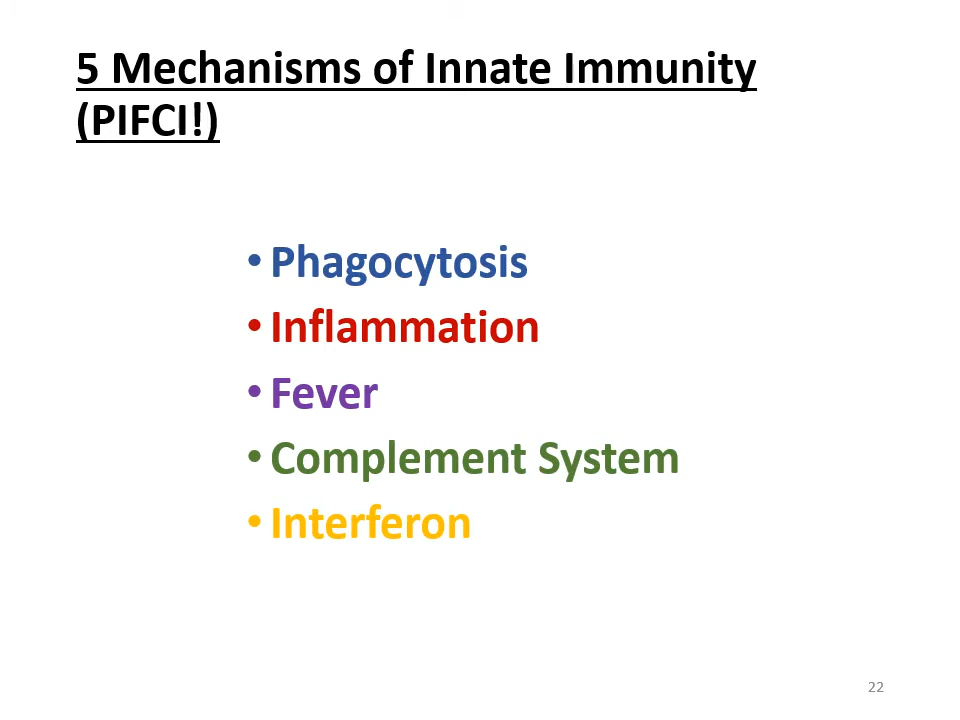 5 Mechanisms of Innate Immunity
(PIFCI!)
• Phagocytosis
• Inflammation
• Fever
• Complement System
• Interferon
22